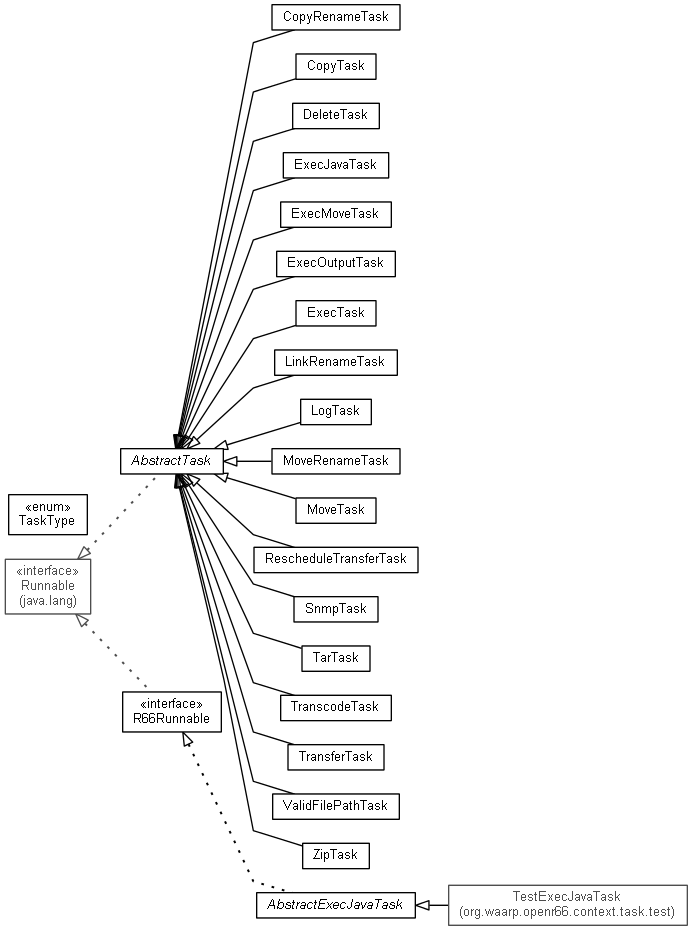 CopyRenameTask
CopyTask
DeleteTask
ExecJavaTask
ExecMoveTask
ExecOutputTask
ExecTask
LinkRenameTask
LogTask
AbstractTask
MoveRenameTask
«enum»
TaskType
MoveTask
«interface»
Runnable
(java.lang)
RescheduleTransferTask
SnmpTask
TarTask
«interface»
R66Runnable
TranscodeTask
TransferTask
ValidFilePathTask
ZipTask
AbstractExecJavaTask
TestExecJavaTask
(org.waarp.openr66.context.task.test)